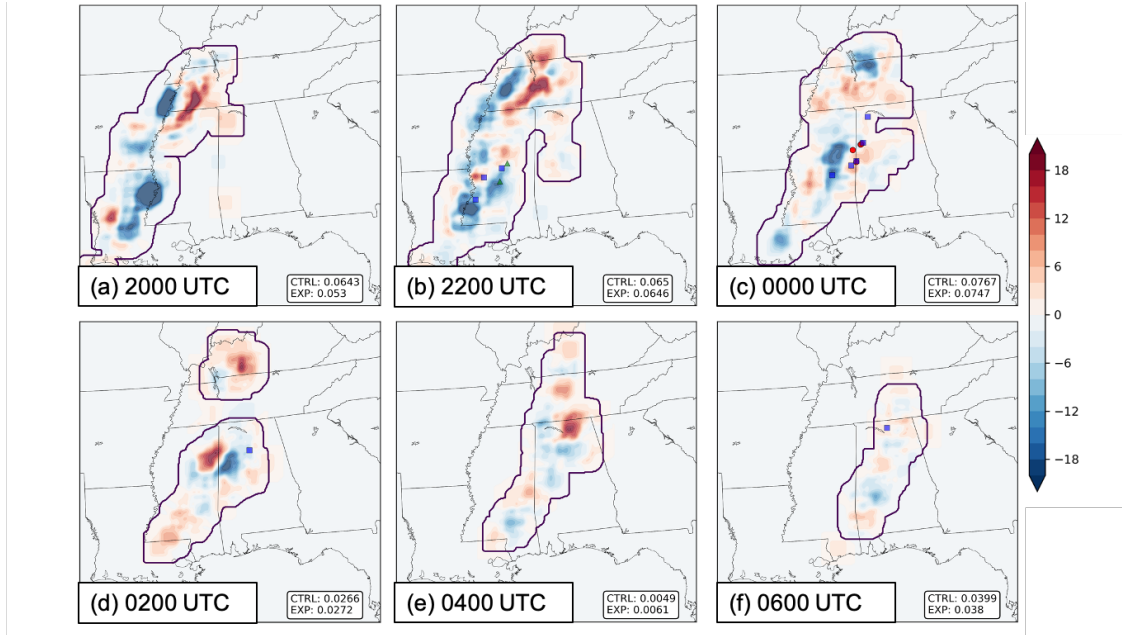 (a) 2000 UTC
CTRL: 0.0643
EXP: 0.053
(b) 2200 UTC
CTRL: 0.065
EXP: 0.0646
(c) 0000 UTC
CTRL: 0.0767
EXP: 0.0747
18
12
6
0
−6
−12
−18
(d) 0200 UTC
CTRL: 0.0266
EXP: 0.0272
(e) 0400 UTC
CTRL: 0.0049
EXP: 0.0061
(f) 0600 UTC
CTRL: 0.0399
EXP: 0.038